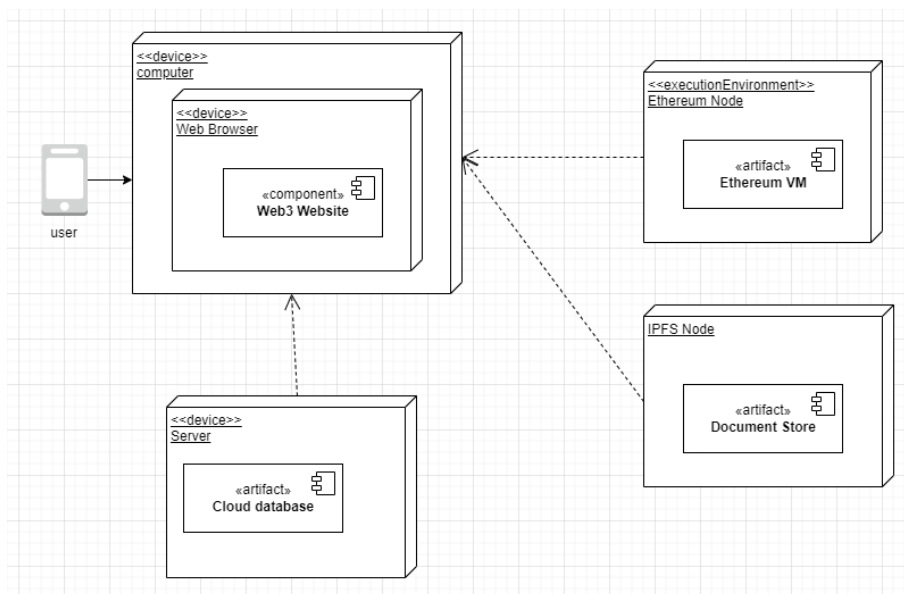 <<device>>
computer
<<device>>
Web Browser
«component»
Web3 Website
user
<<executionEnvironment>>
Ethereum Node
«artifact»
Ethereum VM
IPFS Node
«artifact»
Document Store
<<device>>
Server
«artifact»
Cloud database